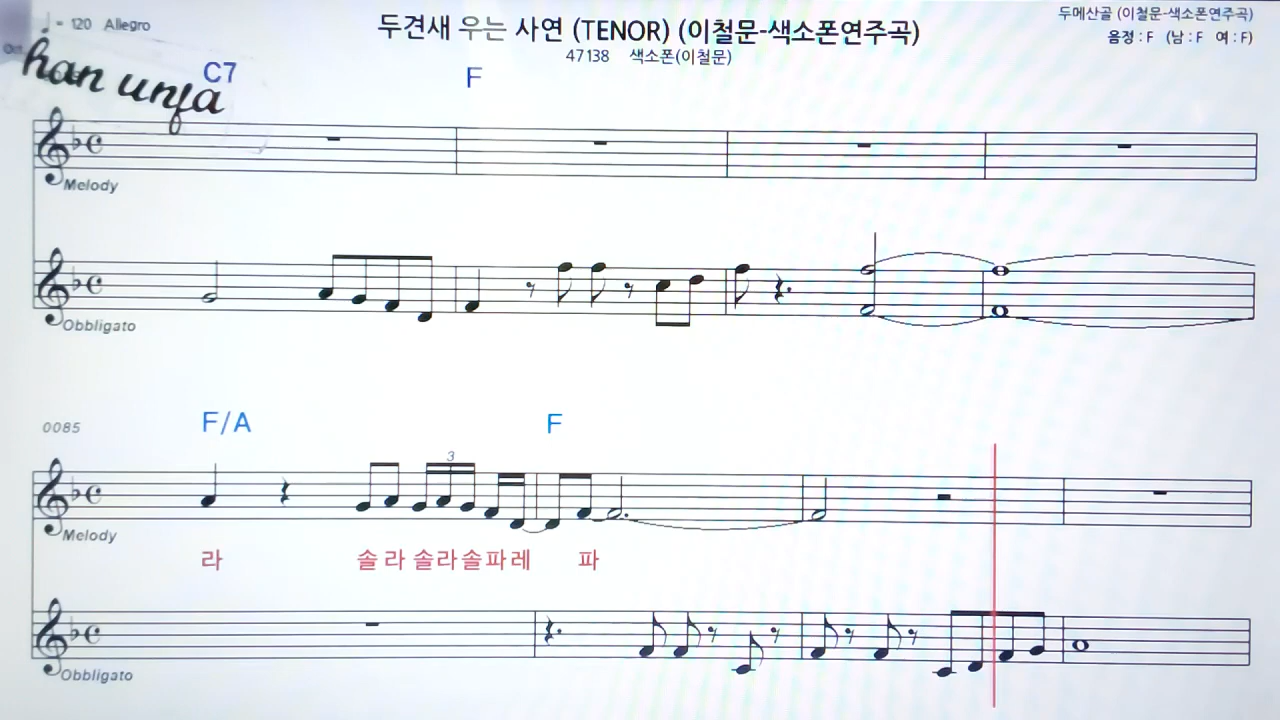 = 120 Allegro
두견새 우는 사연 (TENOR) (이철문-색소폰연주곡)
두메산골 (이철문-색소폰연주곡)
음정 : F (남 : F 여 : F)
47138 색소폰(이철문)
han unja
C7 F
Melody
Obbligato
0085
F/A F
3
Melody
라 솔 라 솔라솔파레 파
Obbligato